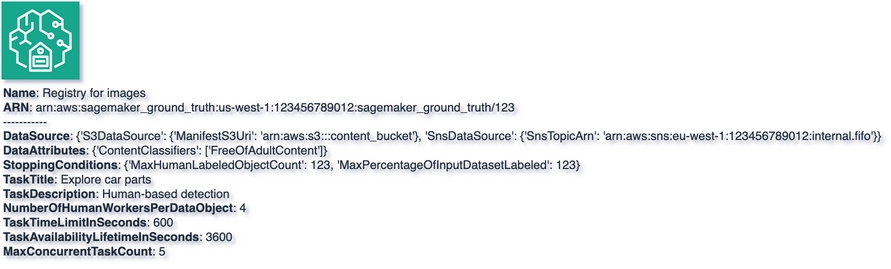 Name: Registry for images
ARN: arn:aws:sagemaker_ground_truth:us-west-1:123456789012:sagemaker_ground_truth/123
-----------
DataSource: {'S3DataSource': {'ManifestS3Uri': 'arn:aws:s3:::content_bucket'}, 'SnsDataSource': {'SnsTopicArn': 'arn:aws:sns:eu-west-1:123456789012:internal.fifo'}}
DataAttributes: {'ContentClassifiers': ['FreeOfAdultContent']}
StoppingConditions: {'MaxHumanLabeledObjectCount': 123, 'MaxPercentageOfInputDatasetLabeled': 123}
TaskTitle: Explore car parts
TaskDescription: Human-based detection
NumberOfHumanWorkersPerDataObject: 4
TaskTimeLimitInSeconds: 600
TaskAvailabilityLifetimeInSeconds: 3600
MaxConcurrentTaskCount: 5